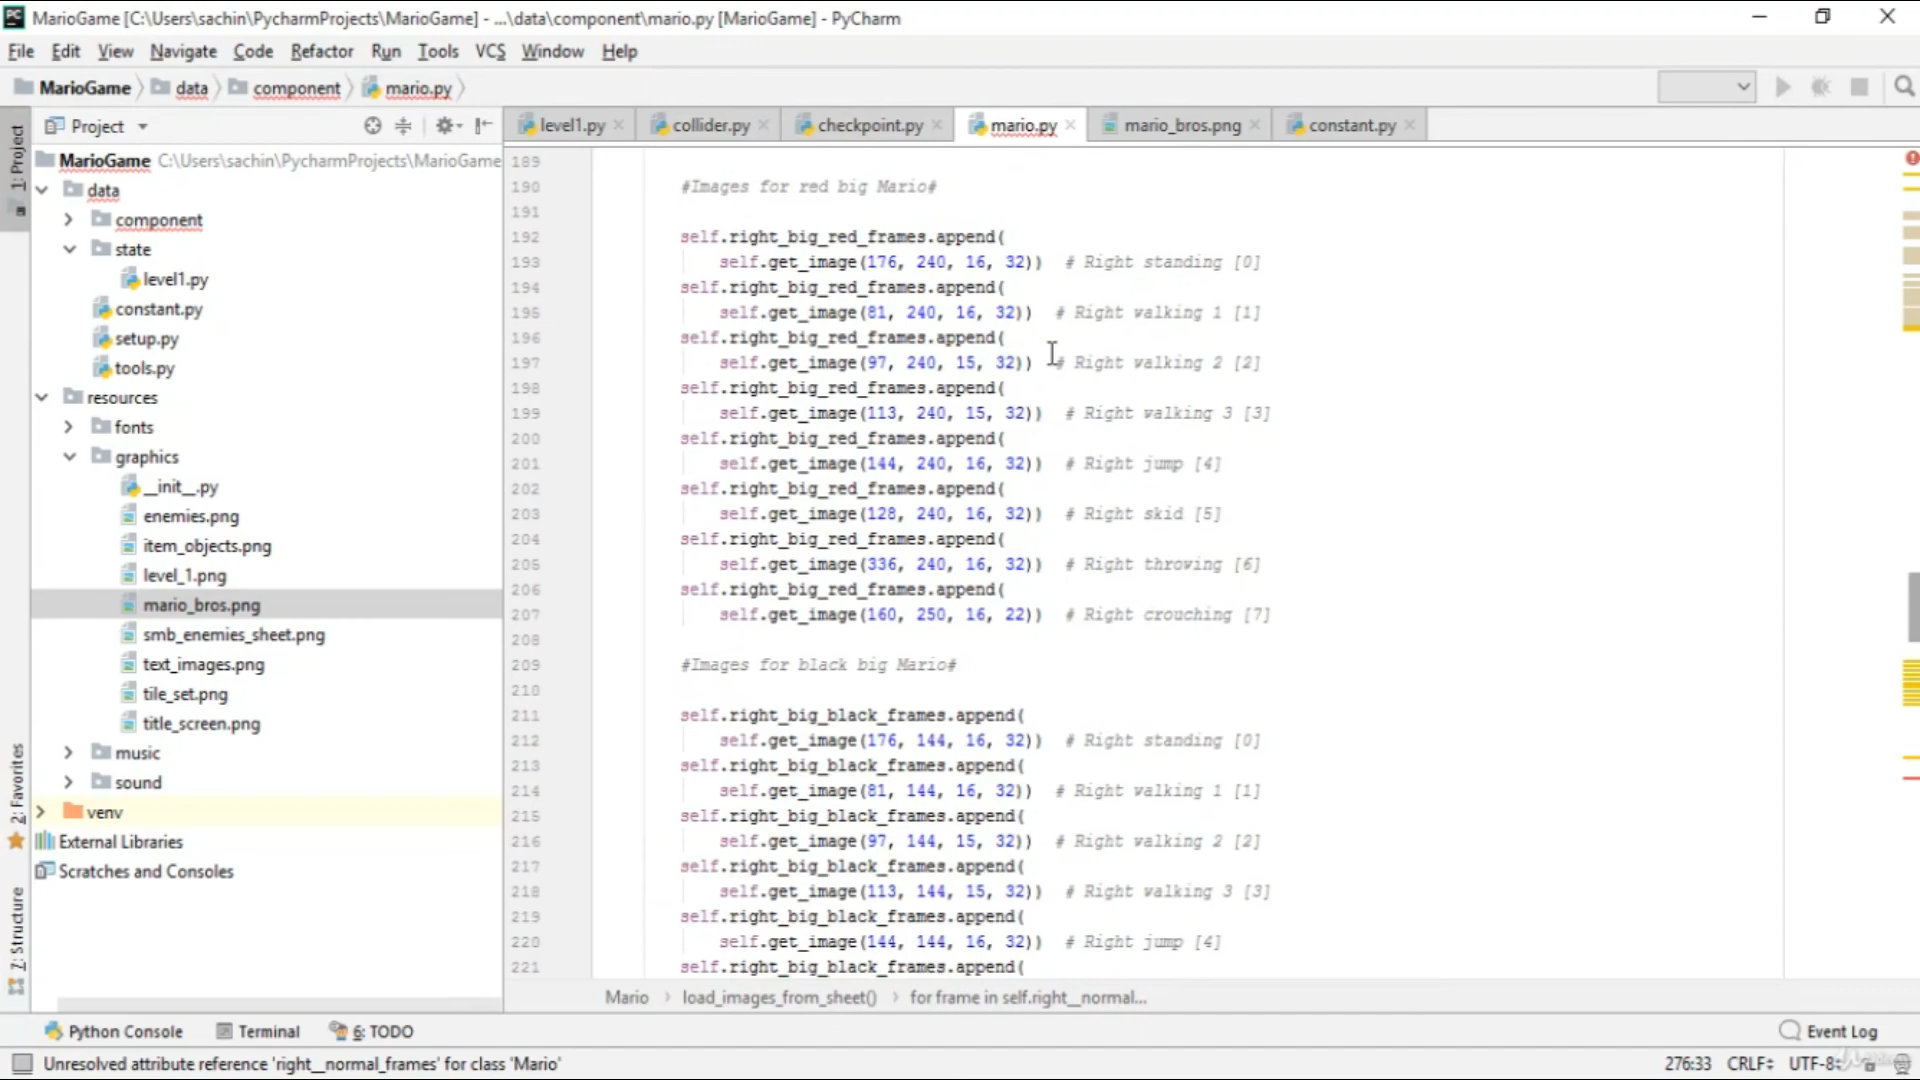 MarioGame [C:\Users\sachin\PycharmProjects\MarioGame] - ...\data\component\mario.py [MarioGame] - PyCharm
File Edit View Navigate Code Refactor Run Tools VCS Window Help
MarioGame data component mario.py
Project level1.py collider.py checkpoint.py mario.py mario_bros.png constant.py
1: Project
2: Favorites
7: Structure
MarioGame C:\Users\sachin\PycharmProjects\MarioGame
data
component
state
level1.py
constant.py
setup.py
tools.py
resources
fonts
graphics
__init__.py
enemies.png
item_objects.png
level_1.png
mario_bros.png
smb_enemies_sheet.png
text_images.png
tile_set.png
title_screen.png
music
sound
venv
External Libraries
Scratches and Consoles
189
190 #Images for red big Mario#
191
192 self.right_big_red_frames.append(
193 self.get_image(176, 240, 16, 32)) # Right standing [0]
194 self.right_big_red_frames.append(
195 self.get_image(81, 240, 16, 32)) # Right walking 1 [1]
196 self.right_big_red_frames.append(
197 self.get_image(97, 240, 15, 32)) # Right walking 2 [2]
198 self.right_big_red_frames.append(
199 self.get_image(113, 240, 15, 32)) # Right walking 3 [3]
200 self.right_big_red_frames.append(
201 self.get_image(144, 240, 16, 32)) # Right jump [4]
202 self.right_big_red_frames.append(
203 self.get_image(128, 240, 16, 32)) # Right skid [5]
204 self.right_big_red_frames.append(
205 self.get_image(336, 240, 16, 32)) # Right throwing [6]
206 self.right_big_red_frames.append(
207 self.get_image(160, 250, 16, 22)) # Right crouching [7]
208
209 #Images for black big Mario#
210
211 self.right_big_black_frames.append(
212 self.get_image(176, 144, 16, 32)) # Right standing [0]
213 self.right_big_black_frames.append(
214 self.get_image(81, 144, 16, 32)) # Right walking 1 [1]
215 self.right_big_black_frames.append(
216 self.get_image(97, 144, 15, 32)) # Right walking 2 [2]
217 self.right_big_black_frames.append(
218 self.get_image(113, 144, 15, 32)) # Right walking 3 [3]
219 self.right_big_black_frames.append(
220 self.get_image(144, 144, 16, 32)) # Right jump [4]
221 self.right_big_black_frames.append(
Mario load_images_from_sheet() for frame in self.right__normal...
Python Console Terminal 6: TODO Event Log
Unresolved attribute reference 'right__normal_frames' for class 'Mario' 276:33 CRLF UTF-8